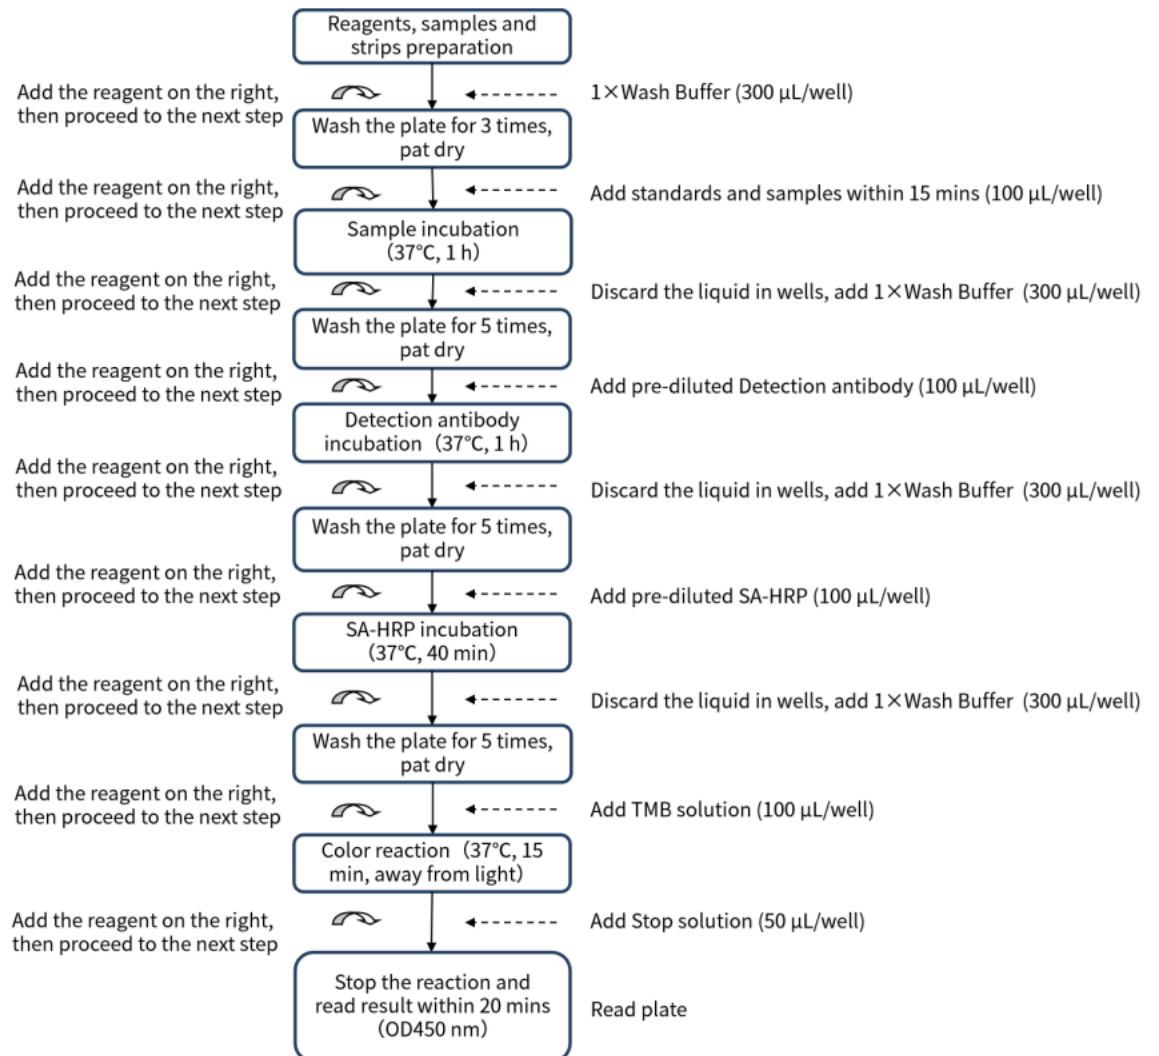 Reagents, samples and
strips preparation
Add the reagent on the right,
then proceed to the next step
1×Wash Buffer (300 μL/well)
Wash the plate for 3 times,
pat dry
Add the reagent on the right,
then proceed to the next step
Add standards and samples within 15 mins (100 μL/well)
Sample incubation
(37℃, 1 h)
Add the reagent on the right,
then proceed to the next step
Discard the liquid in wells, add 1×Wash Buffer (300 μL/well)
Wash the plate for 5 times,
pat dry
Add the reagent on the right,
then proceed to the next step
Add pre-diluted Detection antibody (100 μL/well)
Detection antibody
incubation（37℃, 1 h）
Add the reagent on the right,
then proceed to the next step
Discard the liquid in wells, add 1×Wash Buffer (300 μL/well)
Wash the plate for 5 times,
pat dry
Add the reagent on the right,
then proceed to the next step
Add pre-diluted SA-HRP (100 μL/well)
SA-HRP incubation
（37℃, 40 min）
Add the reagent on the right,
then proceed to the next step
Discard the liquid in wells, add 1×Wash Buffer (300 μL/well)
Wash the plate for 5 times,
pat dry
Add the reagent on the right,
then proceed to the next step
Add TMB solution (100 μL/well)
Color reaction（37℃, 15
min, away from light）
Add the reagent on the right,
then proceed to the next step
Add Stop solution (50 μL/well)
Stop the reaction and
read result within 20 mins
（OD450 nm）
Read plate